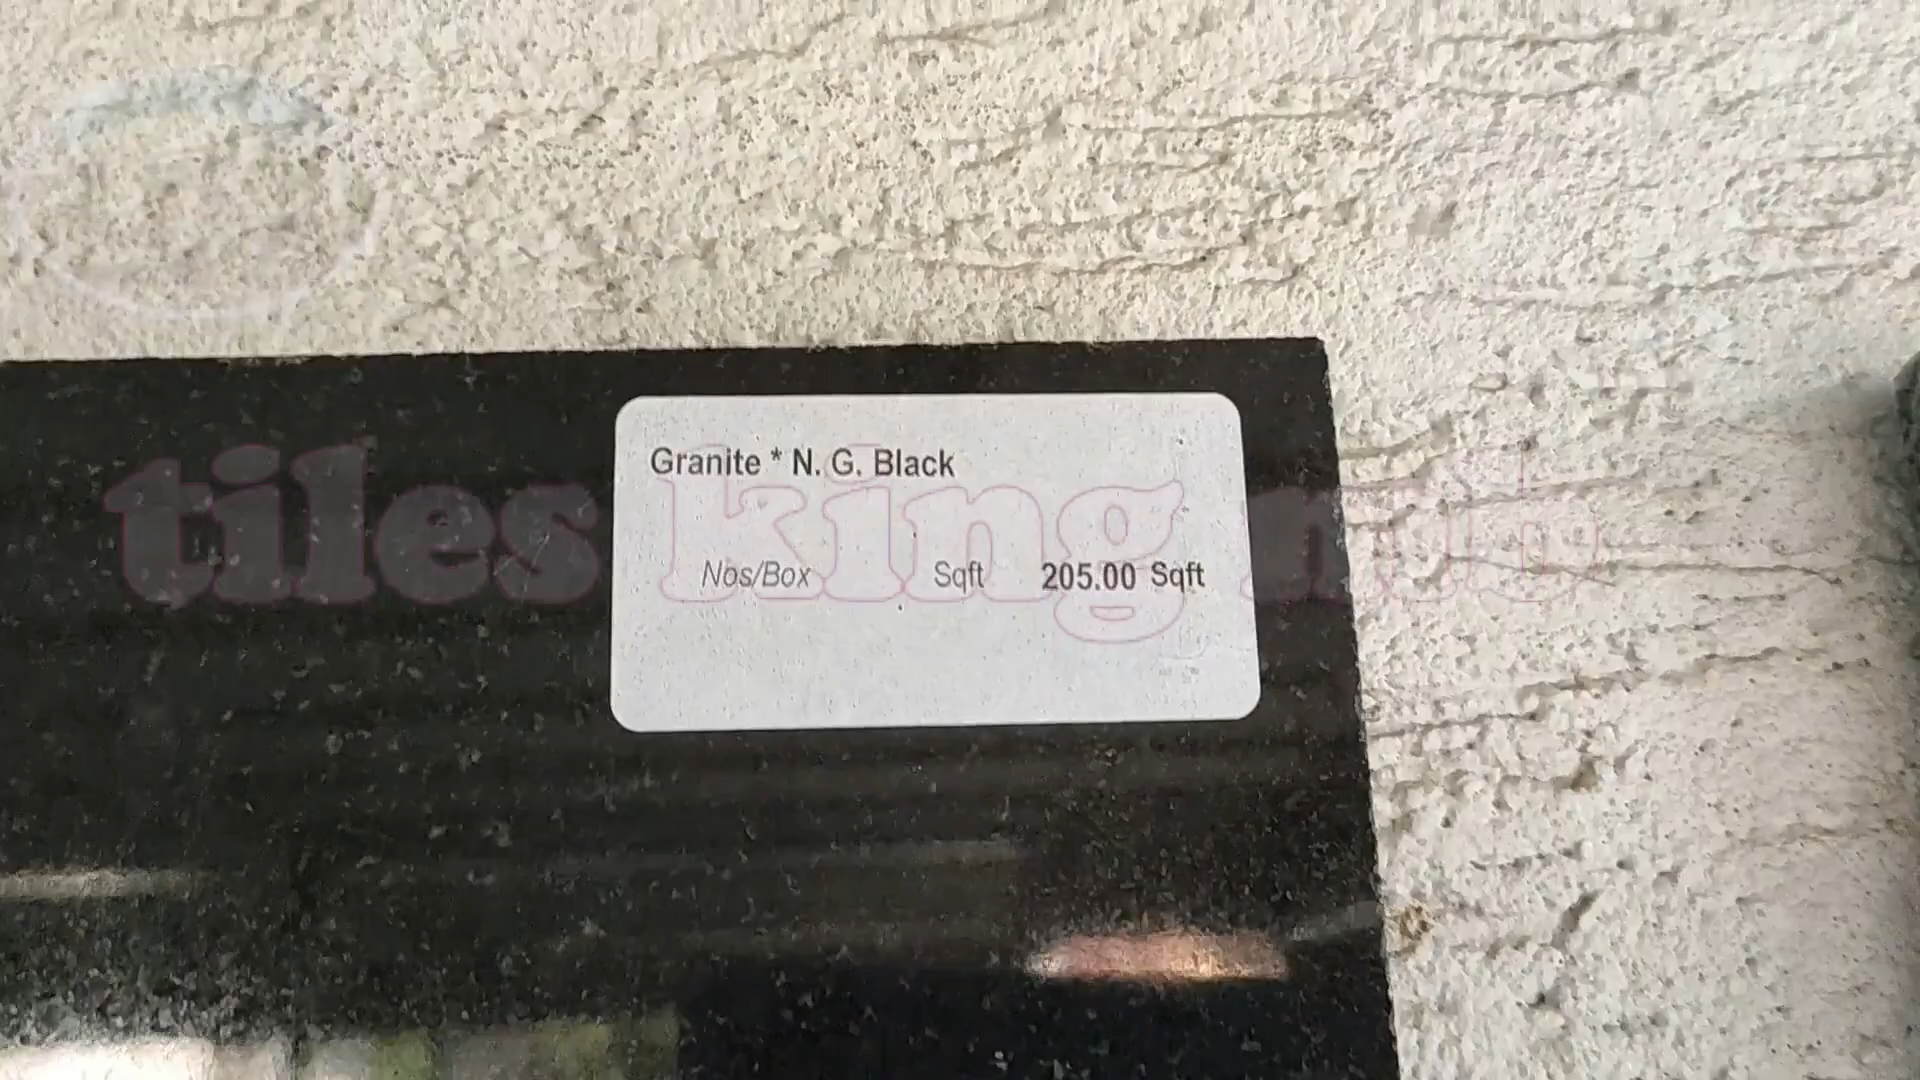 Granite * N. G. Black
tiles king
Nos/Box Sqft 205.00 Sqft